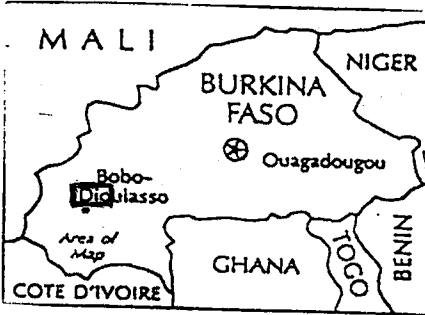 MALI
NIGER
BURKINA
FASO
Ouagadougou
Bobo-
Dioulasso
Area of
Map
GHANA
TOGO
BENIN
COTE D'IVOIRE